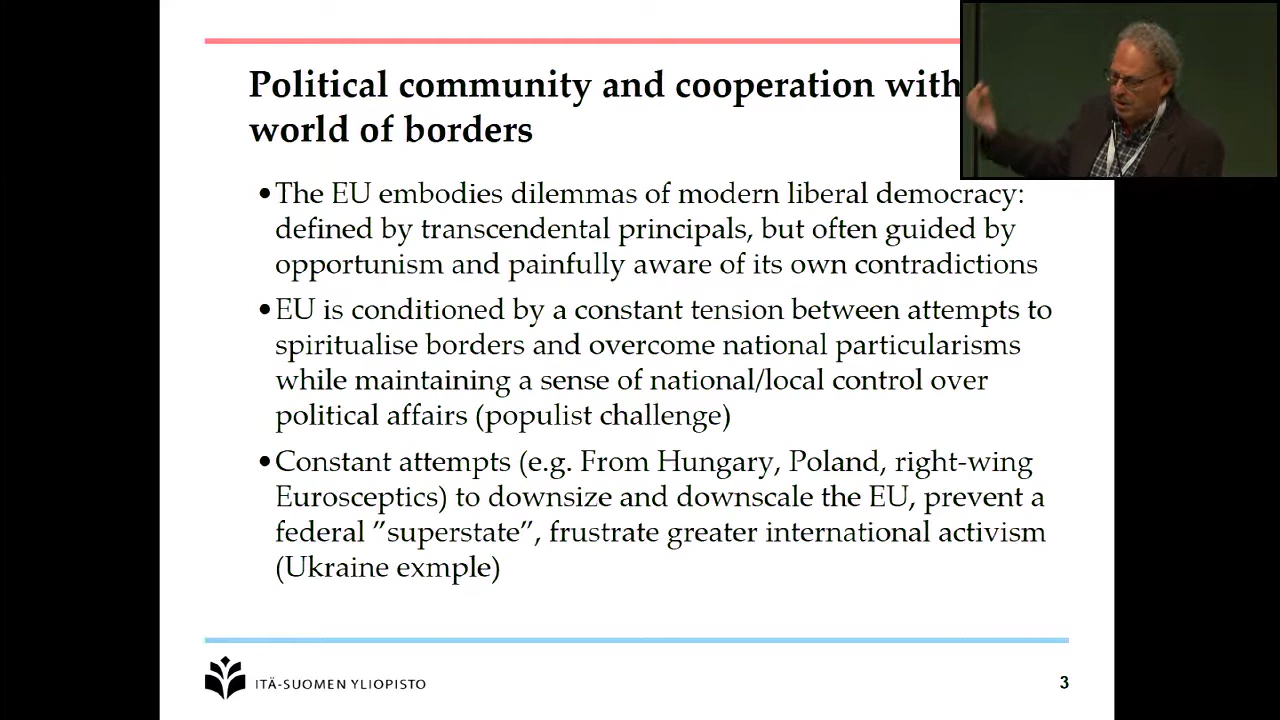 Political community and cooperation with
world of borders
•The EU embodies dilemmas of modern liberal democracy:
defined by transcendental principals, but often guided by
opportunism and painfully aware of its own contradictions
•EU is conditioned by a constant tension between attempts to
spiritualise borders and overcome national particularisms
while maintaining a sense of national/local control over
political affairs (populist challenge)
•Constant attempts (e.g. From Hungary, Poland, right-wing
Eurosceptics) to downsize and downscale the EU, prevent a
federal ”superstate”, frustrate greater international activism
(Ukraine exmple)
ITÄ-SUOMEN YLIOPISTO
3